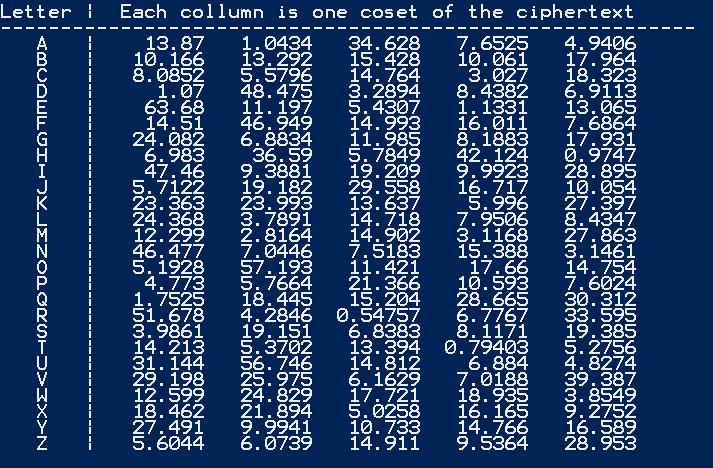 Letter | Each collumn is one coset of the ciphertext
-----------------------------------------------------------------
A | 13.87 1.0434 34.628 7.6525 4.9406
B | 10.166 13.292 15.428 10.061 17.964
C | 8.0852 5.5796 14.764 3.027 18.323
D | 1.07 48.475 3.2894 8.4382 6.9113
E | 63.68 11.197 5.4307 1.1331 13.065
F | 14.51 46.949 14.993 16.011 7.6864
G | 24.082 6.8834 11.985 8.1883 17.931
H | 6.983 36.59 5.7849 42.124 0.9747
I | 47.46 9.3881 19.209 9.9923 28.895
J | 5.7122 19.182 29.558 16.717 10.054
K | 23.363 23.993 13.637 5.996 27.397
L | 24.368 3.7891 14.718 7.9506 8.4347
M | 12.299 2.8164 14.902 3.1168 27.863
N | 46.477 7.0446 7.5183 15.388 3.1461
O | 5.1928 57.193 11.421 17.66 14.754
P | 4.773 5.7664 21.366 10.593 7.6024
Q | 1.7525 18.445 15.204 28.665 30.312
R | 51.678 4.2846 0.54757 6.7767 33.595
S | 3.9861 19.151 6.8383 8.1171 19.385
T | 14.213 5.3702 13.394 0.79403 5.2756
U | 31.144 56.746 14.812 6.884 4.8274
V | 29.198 25.975 6.1629 7.0188 39.387
W | 12.599 24.829 17.721 18.935 3.8549
X | 18.462 21.894 5.0258 16.165 9.2752
Y | 27.491 9.9941 10.733 14.766 16.589
Z | 5.6044 6.0739 14.911 9.5364 28.953